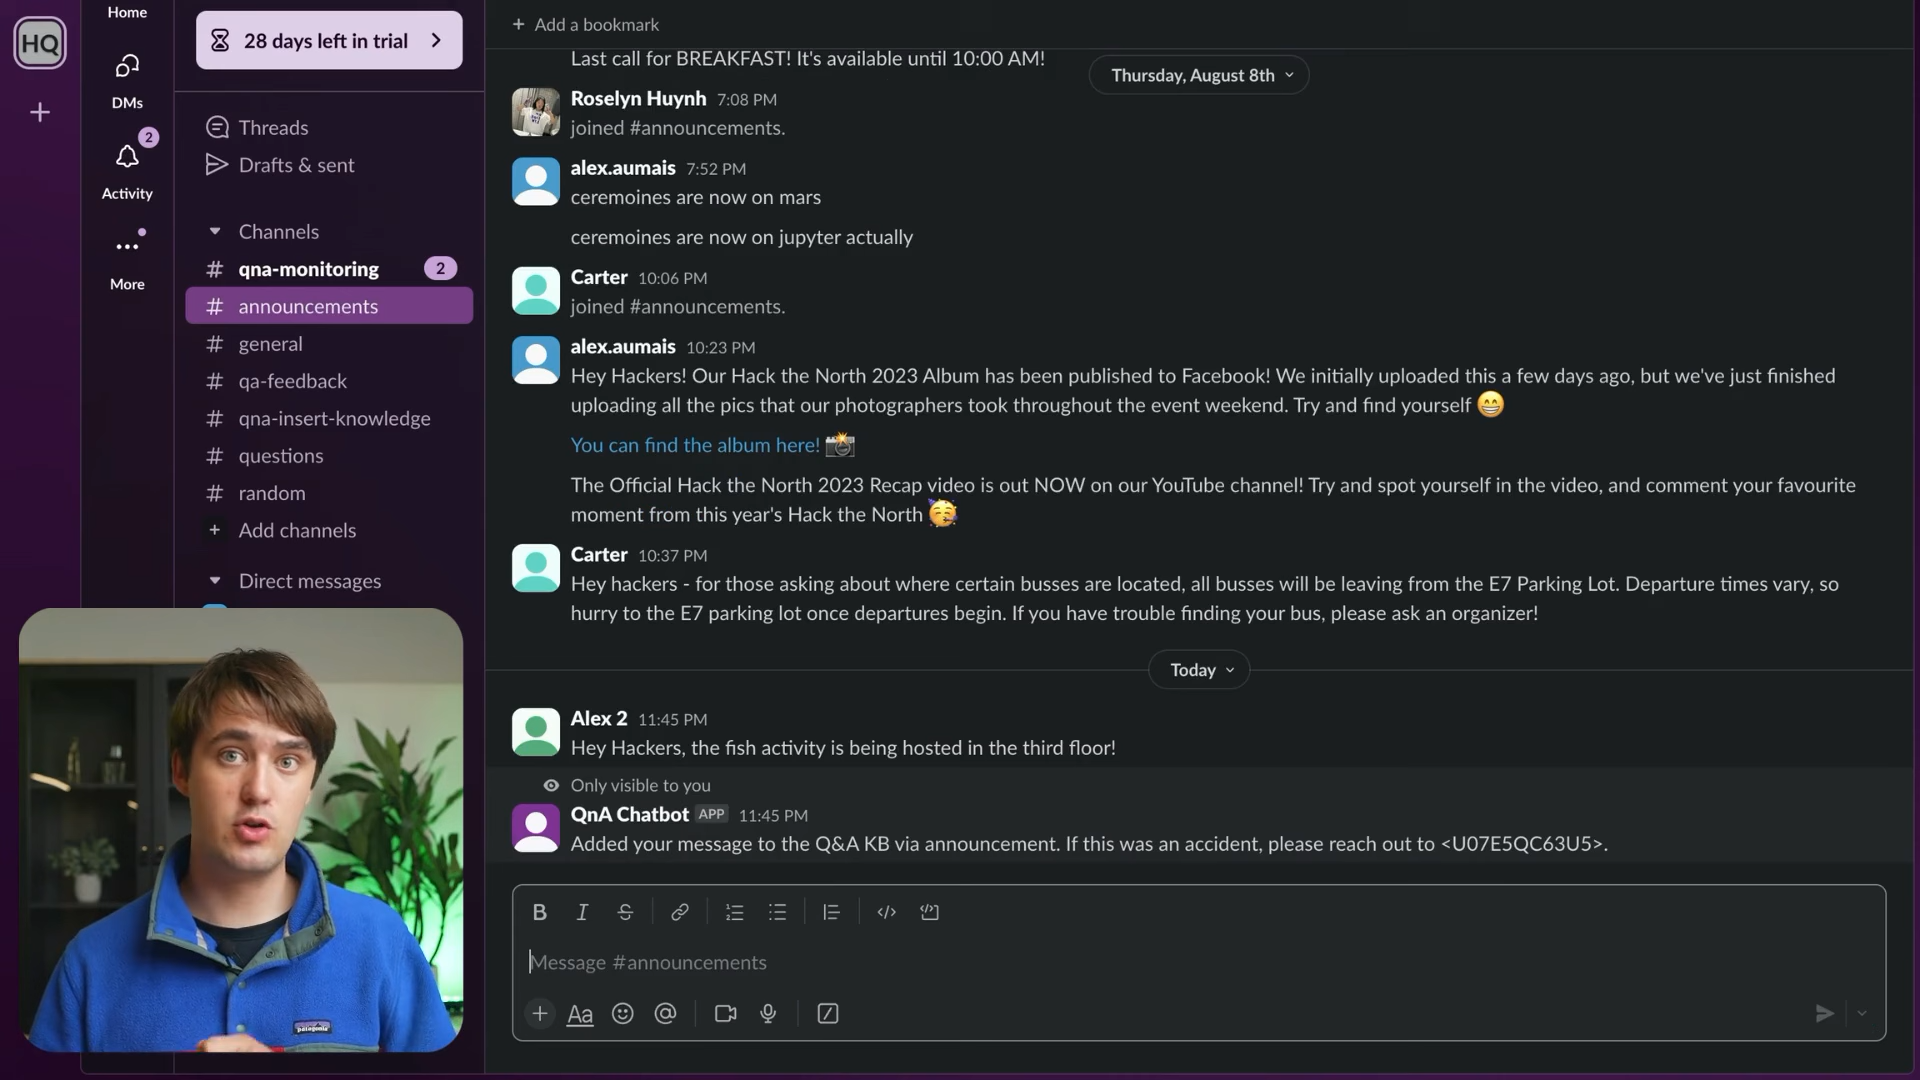 HQ
Home
DMs
2
Activity
More
28 days left in trial
Threads
Drafts & sent
Channels
# qna-monitoring 2
# announcements
# general
# qa-feedback
# qna-insert-knowledge
# questions
# random
+ Add channels
Direct messages
+ Add a bookmark
Last call for BREAKFAST! It's available until 10:00 AM!
Thursday, August 8th
Roselyn Huynh 7:08 PM
joined #announcements.
alex.aumais 7:52 PM
ceremoines are now on mars
ceremoines are now on jupyter actually
Carter 10:06 PM
joined #announcements.
alex.aumais 10:23 PM
Hey Hackers! Our Hack the North 2023 Album has been published to Facebook! We initially uploaded this a few days ago, but we've just finished
uploading all the pics that our photographers took throughout the event weekend. Try and find yourself 😁
You can find the album here! 📸
The Official Hack the North 2023 Recap video is out NOW on our YouTube channel! Try and spot yourself in the video, and comment your favourite
moment from this year's Hack the North 🥳
Carter 10:37 PM
Hey hackers - for those asking about where certain busses are located, all busses will be leaving from the E7 Parking Lot. Departure times vary, so
hurry to the E7 parking lot once departures begin. If you have trouble finding your bus, please ask an organizer!
Today
Alex 2 11:45 PM
Hey Hackers, the fish activity is being hosted in the third floor!
Only visible to you
QnA Chatbot APP 11:45 PM
Added your message to the Q&A KB via announcement. If this was an accident, please reach out to <U07E5QC63U5>.
B I S
Message #announcements
+ Aa @
patagonia